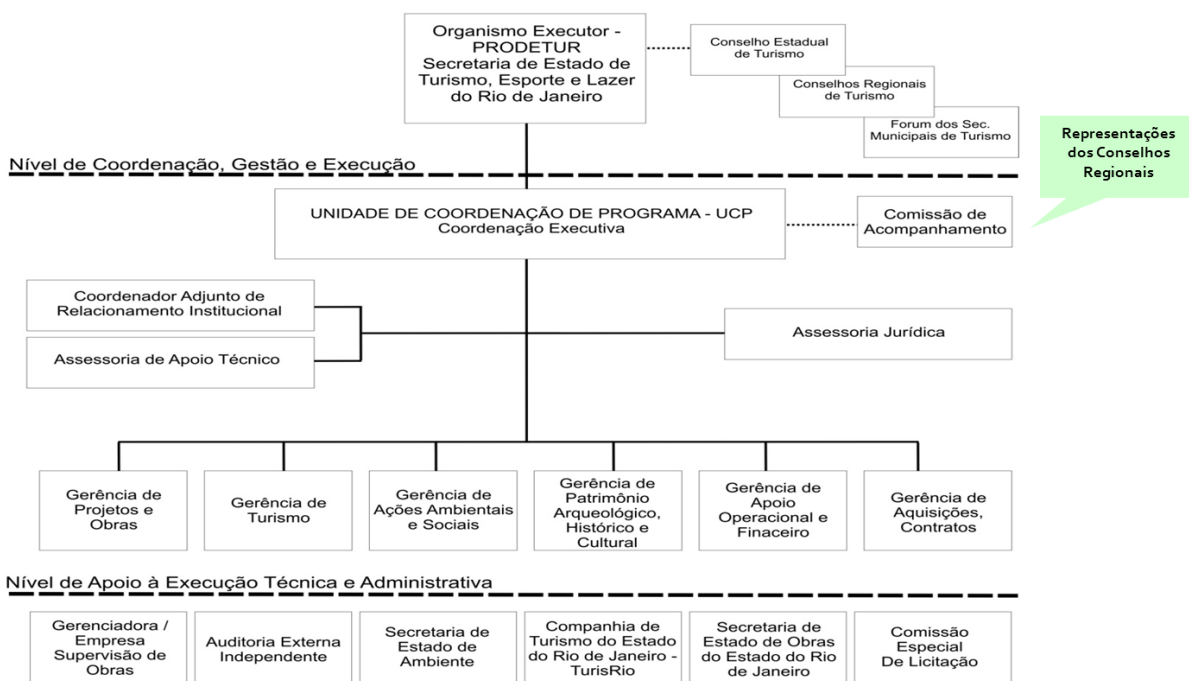 Organismo Executor -
PRODETUR
Secretaria de Estado de
Turismo, Esporte e Lazer
do Rio de Janeiro
Conselho Estadual
de Turismo
Conselhos Regionais
de Turismo
Forum dos Sec.
Municipais de Turismo
Representações
dos Conselhos
Regionais
Nível de Coordenação, Gestão e Execução
UNIDADE DE COORDENAÇÃO DE PROGRAMA - UCP
Coordenação Executiva
Comissão de
Acompanhamento
Coordenador Adjunto de
Relacionamento Institucional
Assessoria de Apoio Técnico
Assessoria Jurídica
Gerência de
Projetos e
Obras
Gerência de
Turismo
Gerência de
Ações Ambientais
e Sociais
Gerência de
Patrimônio
Arqueológico,
Histórico e
Cultural
Gerência de
Apoio
Operacional e
Finaceiro
Gerência de
Aquisições,
Contratos
Nível de Apoio à Execução Técnica e Administrativa
Gerenciadora /
Empresa
Supervisão de
Obras
Auditoria Externa
Independente
Secretaria de
Estado de
Ambiente
Companhia de
Turismo do Estado
do Rio de Janeiro -
TurisRio
Secretaria de
Estado de Obras
do Estado do Rio
de Janeiro
Comissão
Especial
De Licitação